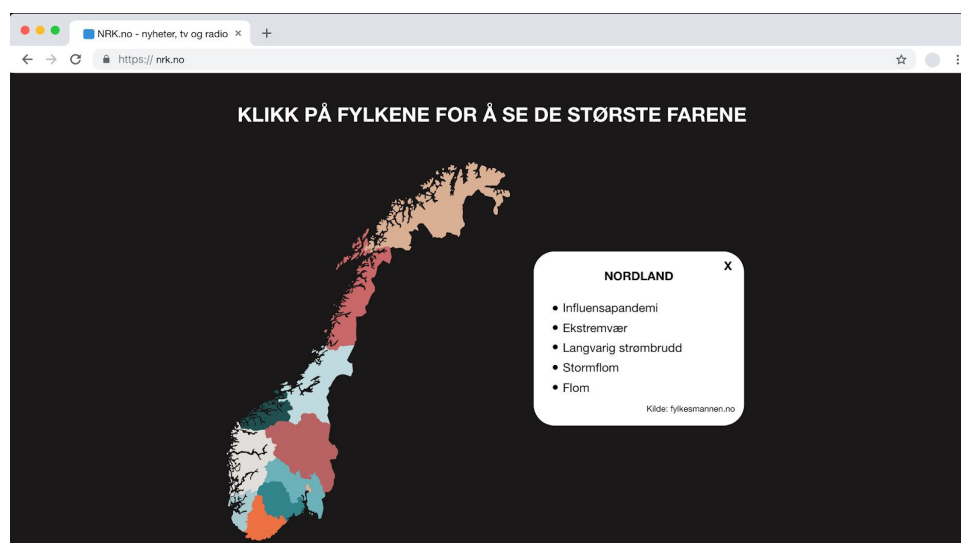 NRK.no - nyheter, tv og radio × +
https:// nrk.no
KLIKK PÅ FYLKENE FOR Å SE DE STØRSTE FARENE
X
NORDLAND
• Influensapandemi
• Ekstremvær
• Langvarig strømbrudd
• Stormflom
• Flom
Kilde: fylkesmannen.no